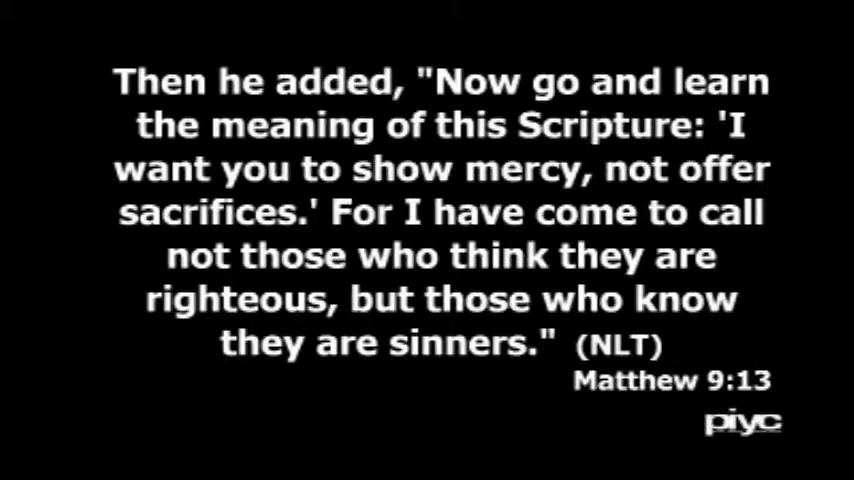 Then he added, "Now go and learn
the meaning of this Scripture: 'I
want you to show mercy, not offer
sacrifices.' For I have come to call
not those who think they are
righteous, but those who know
they are sinners." (NLT)
Matthew 9:13
piyc